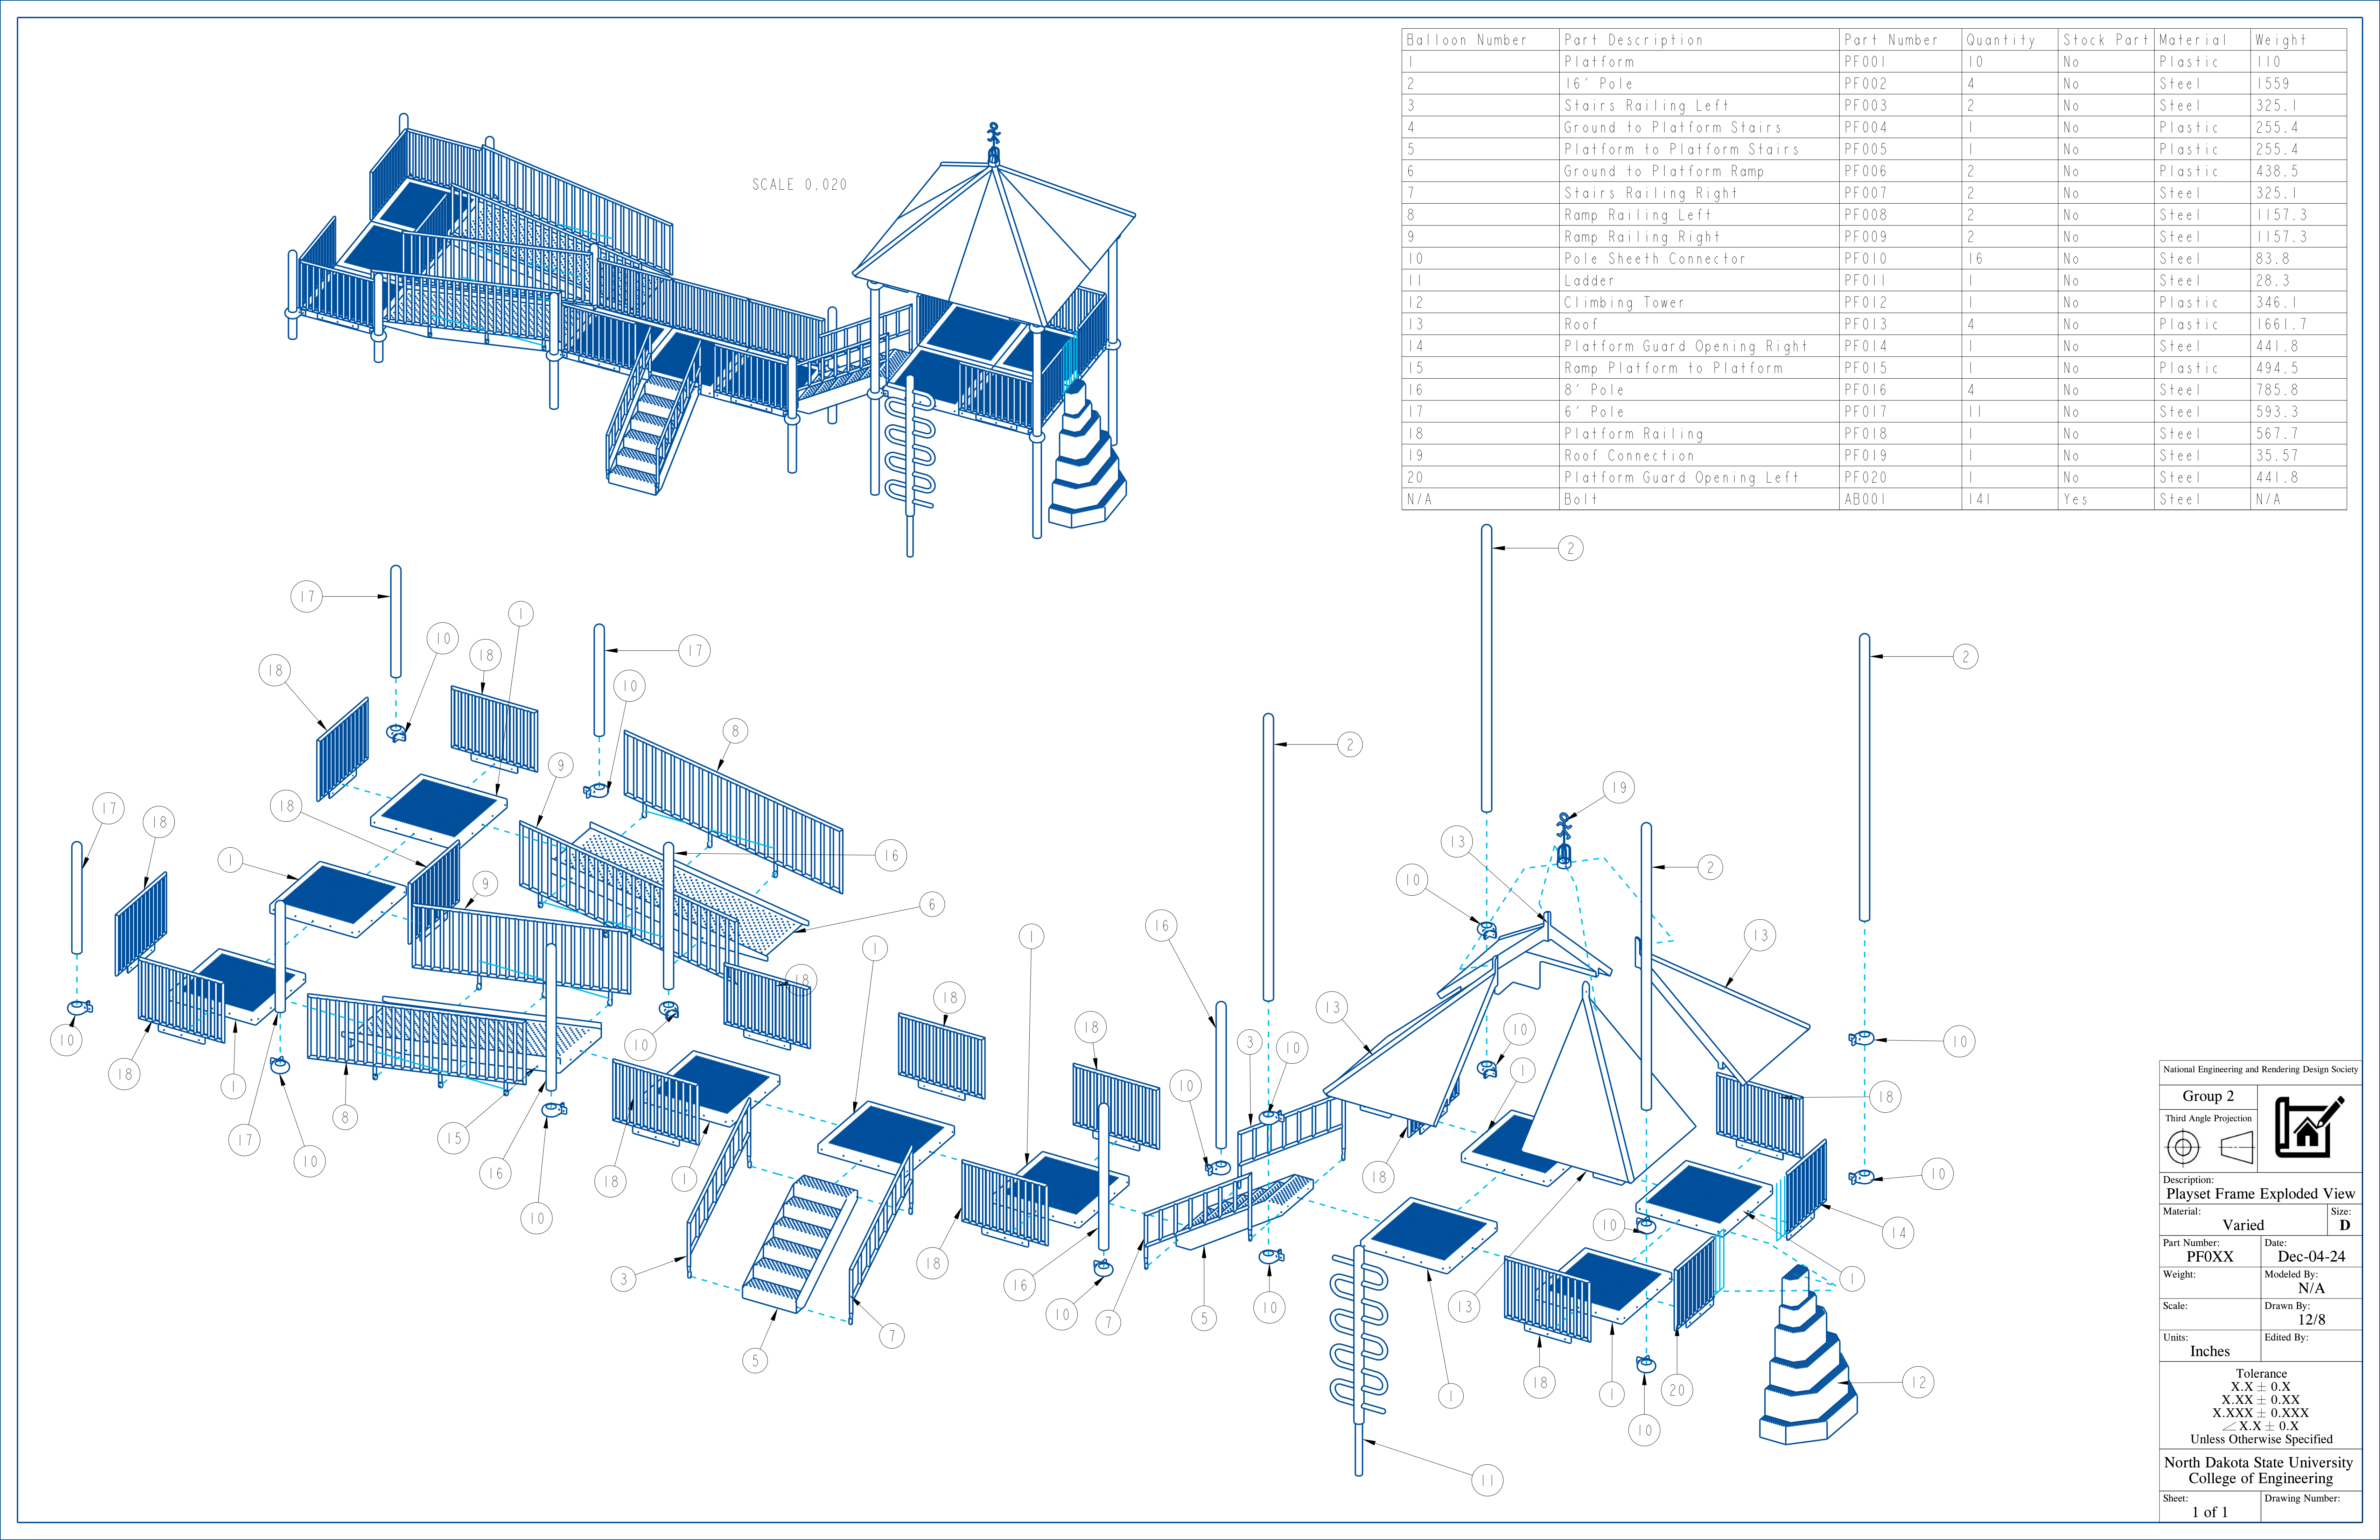 Balloon Number Part Description Part Number Quantity Stock Part Material Weight
1 Platform PF001 10 No Plastic 110
2 16' Pole PF002 4 No Steel 1559
3 Stairs Railing Left PF003 2 No Steel 325.1
4 Ground to Platform Stairs PF004 1 No Plastic 255.4
5 Platform to Platform Stairs PF005 1 No Plastic 255.4
6 Ground to Platform Ramp PF006 2 No Plastic 438.5
7 Stairs Railing Right PF007 2 No Steel 325.1
8 Ramp Railing Left PF008 2 No Steel 1157.3
9 Ramp Railing Right PF009 2 No Steel 1157.3
10 Pole Sheeth Connector PF010 16 No Steel 83.8
11 Ladder PF011 1 No Steel 28.3
12 Climbing Tower PF012 1 No Plastic 346.1
13 Roof PF013 4 No Plastic 1661.7
14 Platform Guard Opening Right PF014 1 No Steel 441.8
15 Ramp Platform to Platform PF015 1 No Plastic 494.5
16 8' Pole PF016 4 No Steel 785.8
17 6' Pole PF017 11 No Steel 593.3
18 Platform Railing PF018 1 No Steel 567.7
19 Roof Connection PF019 1 No Steel 35.57
20 Platform Guard Opening Left PF020 1 No Steel 441.8
N/A Bolt AB001 141 Yes Steel N/A
SCALE 0.020
2
17
1
10
18
17
2
18
10
8
2
9
19
17
18
18
13
16
2
1
10
9
6
16
13
1
1
18
13
10
18
3
10
10
10
18
10
1
10
18
1
17
8
15
10
16
18
1
10
18
10
14
10
18
3
16
10
7
5
10
13
1
7
5
1
18
1
20
12
10
11
National Engineering and Rendering Design Society
Group 2
Third Angle Projection
Description:
Playset Frame Exploded View
Material:
Varied
Size:
D
Part Number:
PF0XX
Date:
Dec-04-24
Weight:
Modeled By:
N/A
Scale:
Drawn By:
12/8
Units:
Inches
Edited By:
Tolerance
X.X ± 0.X
X.XX ± 0.XX
X.XXX ± 0.XXX
∠X.X ± 0.X
Unless Otherwise Specified
North Dakota State University
College of Engineering
Sheet:
1 of 1
Drawing Number: